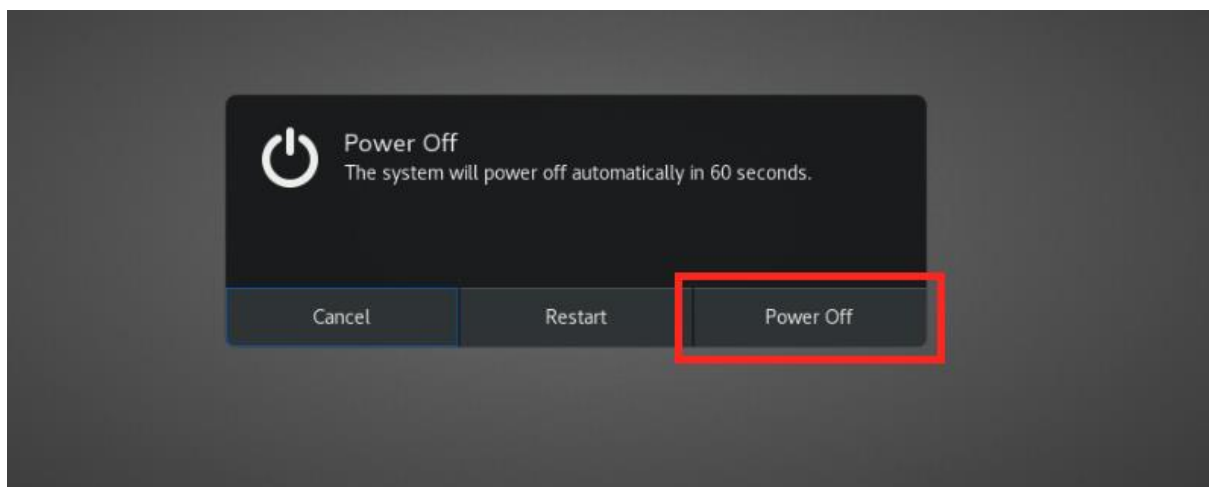 Power Off
The system will power off automatically in 60 seconds.
Cancel Restart Power Off